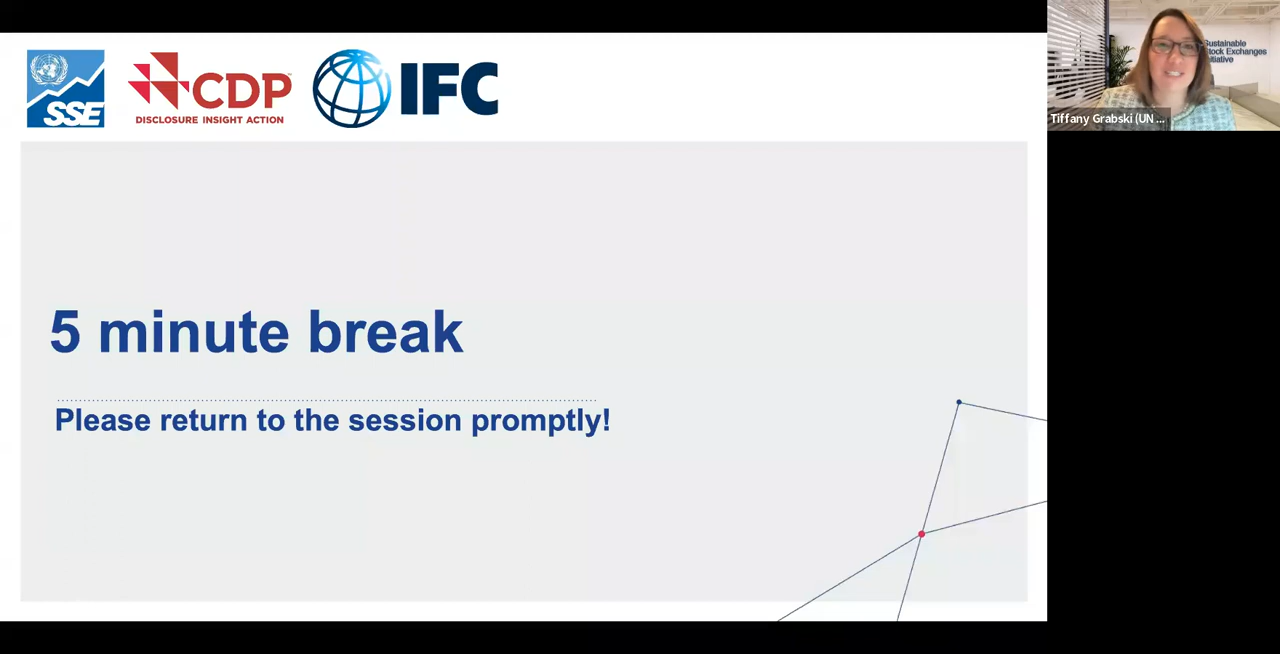 SSE
CDP
DISCLOSURE INSIGHT ACTION
IFC
Sustainable
Stock Exchanges
Initiative
Tiffany Grabski (UN ...
5 minute break
Please return to the session promptly!